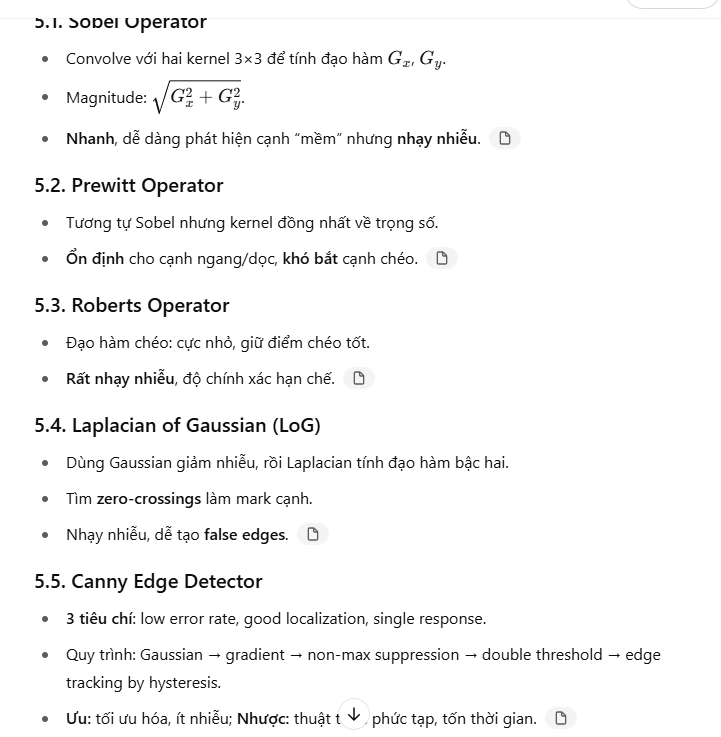 5.1. Sobel Operator
Convolve với hai kernel 3×3 để tính đạo hàm Gₓ, Gᵧ.
Magnitude: √(Gₓ² + Gᵧ²).
Nhanh, dễ dàng phát hiện cạnh “mềm” nhưng nhạy nhiễu.
5.2. Prewitt Operator
Tương tự Sobel nhưng kernel đồng nhất về trọng số.
Ổn định cho cạnh ngang/dọc, khó bắt cạnh chéo.
5.3. Roberts Operator
Đạo hàm chéo: cực nhỏ, giữ điểm chéo tốt.
Rất nhạy nhiễu, độ chính xác hạn chế.
5.4. Laplacian of Gaussian (LoG)
Dùng Gaussian giảm nhiễu, rồi Laplacian tính đạo hàm bậc hai.
Tìm zero-crossings làm mark cạnh.
Nhạy nhiễu, dễ tạo false edges.
5.5. Canny Edge Detector
3 tiêu chí: low error rate, good localization, single response.
Quy trình: Gaussian → gradient → non-max suppression → double threshold → edge
tracking by hysteresis.
Ưu: tối ưu hóa, ít nhiễu; Nhược: thuật phức tạp, tốn thời gian.